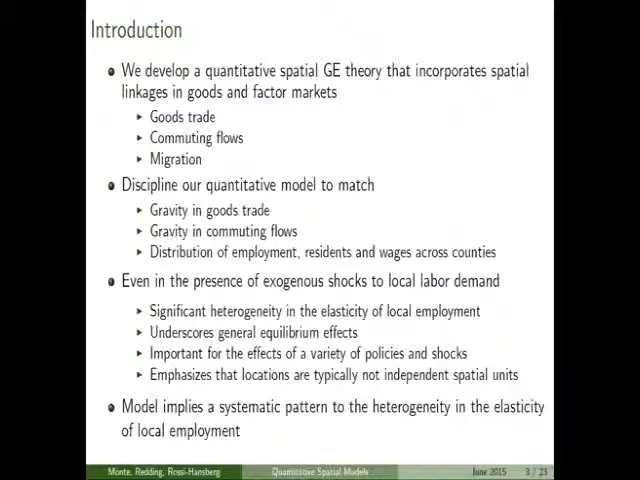 Introduction
We develop a quantitative spatial GE theory that incorporates spatial
linkages in goods and factor markets
Goods trade
Commuting flows
Migration
Discipline our quantitative model to match
Gravity in goods trade
Gravity in commuting flows
Distribution of employment, residents and wages across counties
Even in the presence of exogenous shocks to local labor demand
Significant heterogeneity in the elasticity of local employment
Underscores general equilibrium effects
Important for the effects of a variety of policies and shocks
Emphasizes that locations are typically not independent spatial units
Model implies a systematic pattern to the heterogeneity in the elasticity
of local employment
Monte, Redding, Rossi-Hansberg Quantitative Spatial Models June 2015 3 / 23